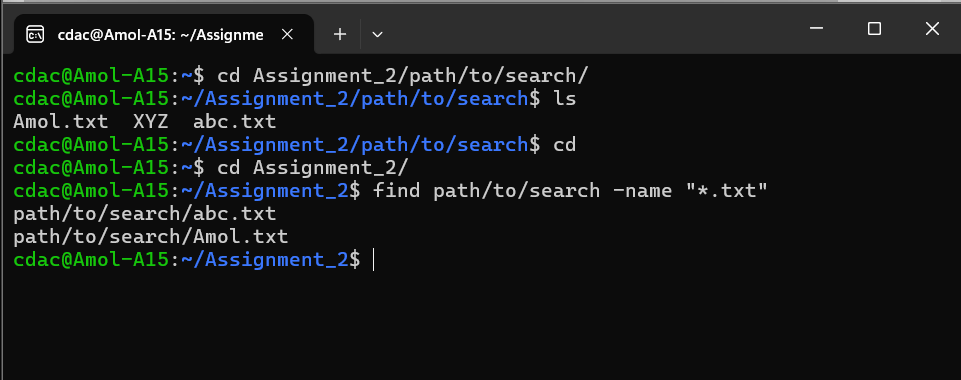 cdac@Amol-A15: ~/Assignme
cdac@Amol-A15:~$ cd Assignment_2/path/to/search/
cdac@Amol-A15:~/Assignment_2/path/to/search$ ls
Amol.txt  XYZ  abc.txt
cdac@Amol-A15:~/Assignment_2/path/to/search$ cd
cdac@Amol-A15:~$ cd Assignment_2/
cdac@Amol-A15:~/Assignment_2$ find path/to/search -name "*.txt"
path/to/search/abc.txt
path/to/search/Amol.txt
cdac@Amol-A15:~/Assignment_2$